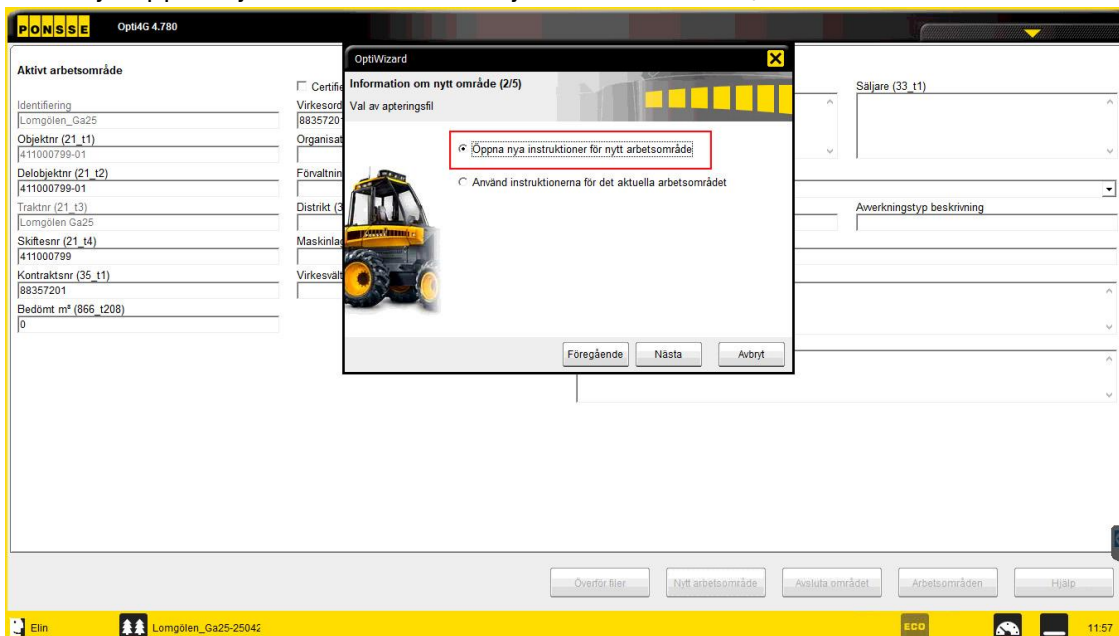 PONSSE Opti4G 4.780
Aktivt arbetsområde
Identifiering
Lomgölen_Ga25
Objektnr (21_t1)
411000799-01
Delobjektnr (21_t2)
411000799-01
Traktnr (21_t3)
Lomgölen Ga25
Skiftesnr (21_t4)
411000799
Kontraktsnr (35_t1)
88357201
Bedömt m³ (866_t208)
0
Certifie
Virkesord
8835720
Organisat
Förvaltnin
Distrikt (3
Maskinlag
Virkesvält
OptiWizard
Information om nytt område (2/5)
Val av apteringsfil
Öppna nya instruktioner för nytt arbetsområde
Använd instruktionerna för det aktuella arbetsområdet
Föregående Nästa Avbryt
Säljare (33_t1)
Avverkningstyp beskrivning
Överför filer Nytt arbetsområde Avsluta området Arbetsområden Hjälp
Elin Lomgölen_Ga25-25042 ECO 11:57